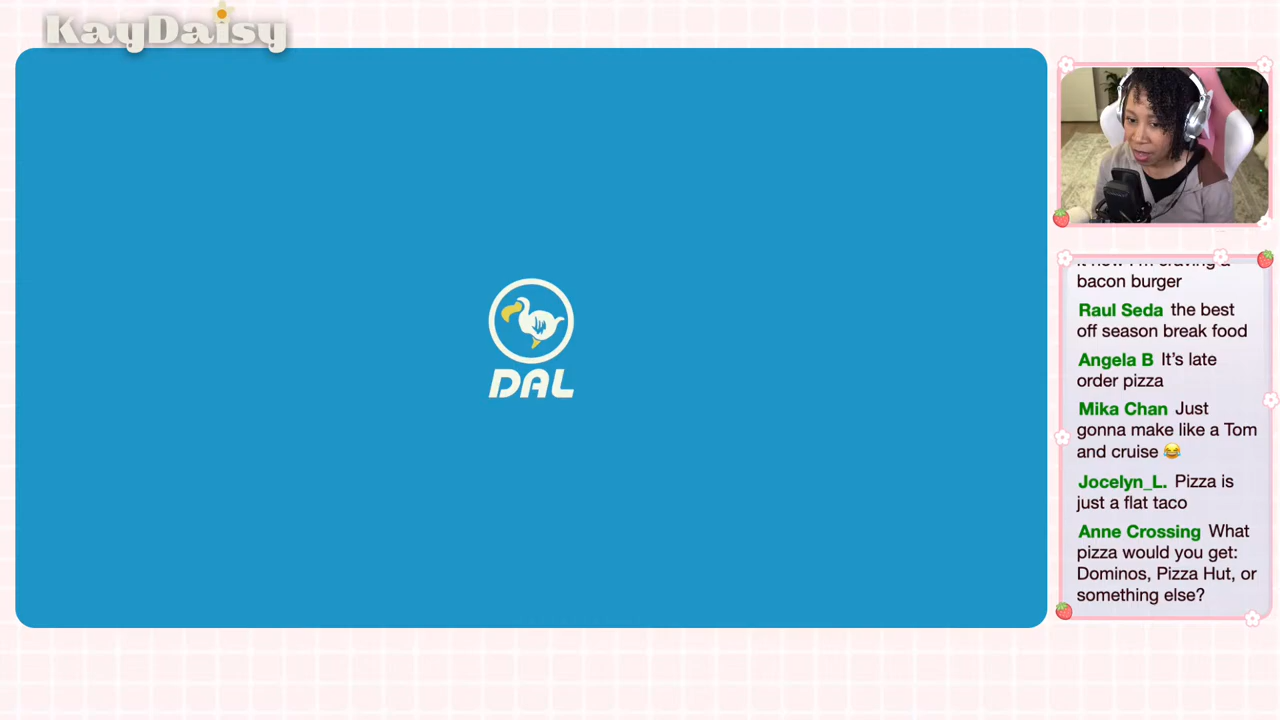 KayDaisy
DAL
bacon burger
Raul Seda the best
off season break food
Angela B It’s late
order pizza
Mika Chan Just
gonna make like a Tom
and cruise 😂
Jocelyn_L. Pizza is
just a flat taco
Anne Crossing What
pizza would you get:
Dominos, Pizza Hut, or
something else?